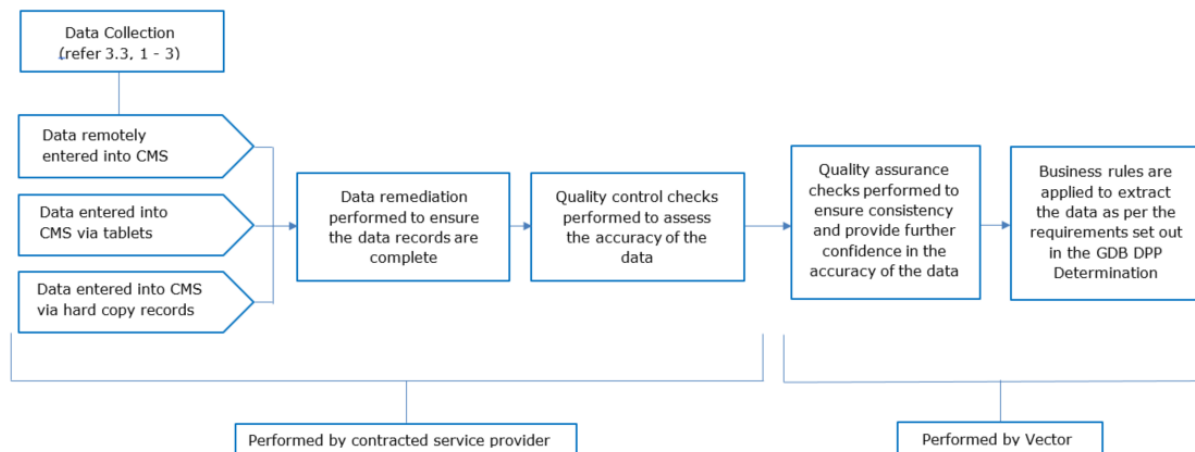 Data Collection
(refer 3.3, 1 - 3)
Data remotely
entered into CMS
Data entered into
CMS via tablets
Data entered into CMS
via hard copy records
Data remediation
performed to ensure
the data records are
complete
Quality control checks
performed to assess
the accuracy of the
data
Quality assurance
checks performed to
ensure consistency
and provide further
confidence in the
accuracy of the data
Business rules are
applied to extract
the data as per the
requirements set out
in the GDB DPP
Determination
Performed by contracted service provider
Performed by Vector